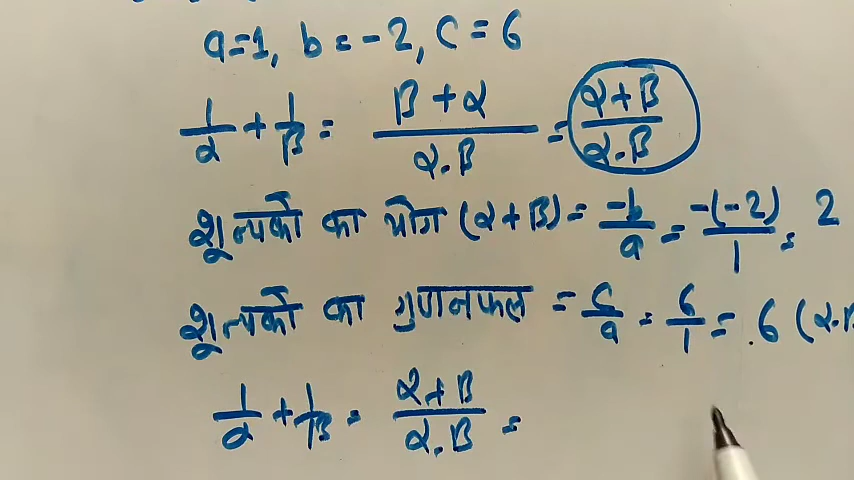 a=1, b=-2, c=6
1/α + 1/β = β+α/α.β = α+β/α.β
शून्यको का योग (α+β) = -b/a = -(-2)/1 = 2
शून्यको का गुणनफल = c/a = 6/1 = .6 (α.β
1/α + 1/β = α+β/α.β =